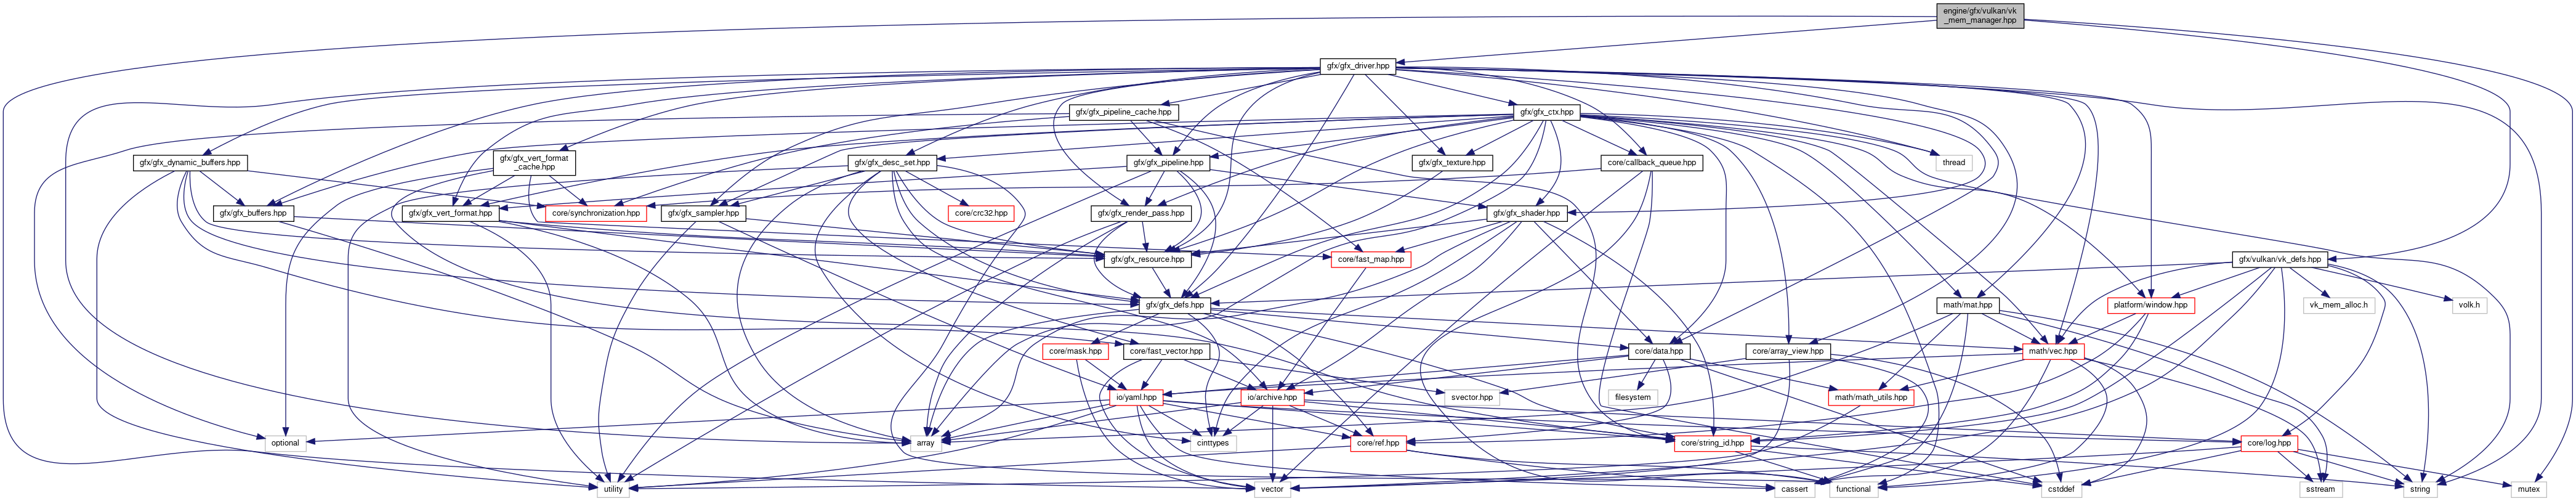 engine/gfx/vulkan/vk
_mem_manager.hpp
gfx/gfx_driver.hpp
gfx/gfx_pipeline_cache.hpp
gfx/gfx_ctx.hpp
gfx/gfx_dynamic_buffers.hpp
gfx/gfx_vert_format
_cache.hpp
gfx/gfx_desc_set.hpp
gfx/gfx_pipeline.hpp
gfx/gfx_texture.hpp
core/callback_queue.hpp
thread
gfx/gfx_buffers.hpp
gfx/gfx_vert_format.hpp
core/synchronization.hpp
gfx/gfx_sampler.hpp
core/crc32.hpp
gfx/gfx_render_pass.hpp
gfx/gfx_shader.hpp
gfx/gfx_resource.hpp
core/fast_map.hpp
gfx/vulkan/vk_defs.hpp
gfx/gfx_defs.hpp
math/mat.hpp
platform/window.hpp
vk_mem_alloc.h
volk.h
core/mask.hpp
core/fast_vector.hpp
core/data.hpp
core/array_view.hpp
math/vec.hpp
io/yaml.hpp
io/archive.hpp
svector.hpp
filesystem
math/math_utils.hpp
optional
array
cinttypes
core/ref.hpp
core/string_id.hpp
core/log.hpp
utility
vector
cassert
functional
cstddef
sstream
string
mutex